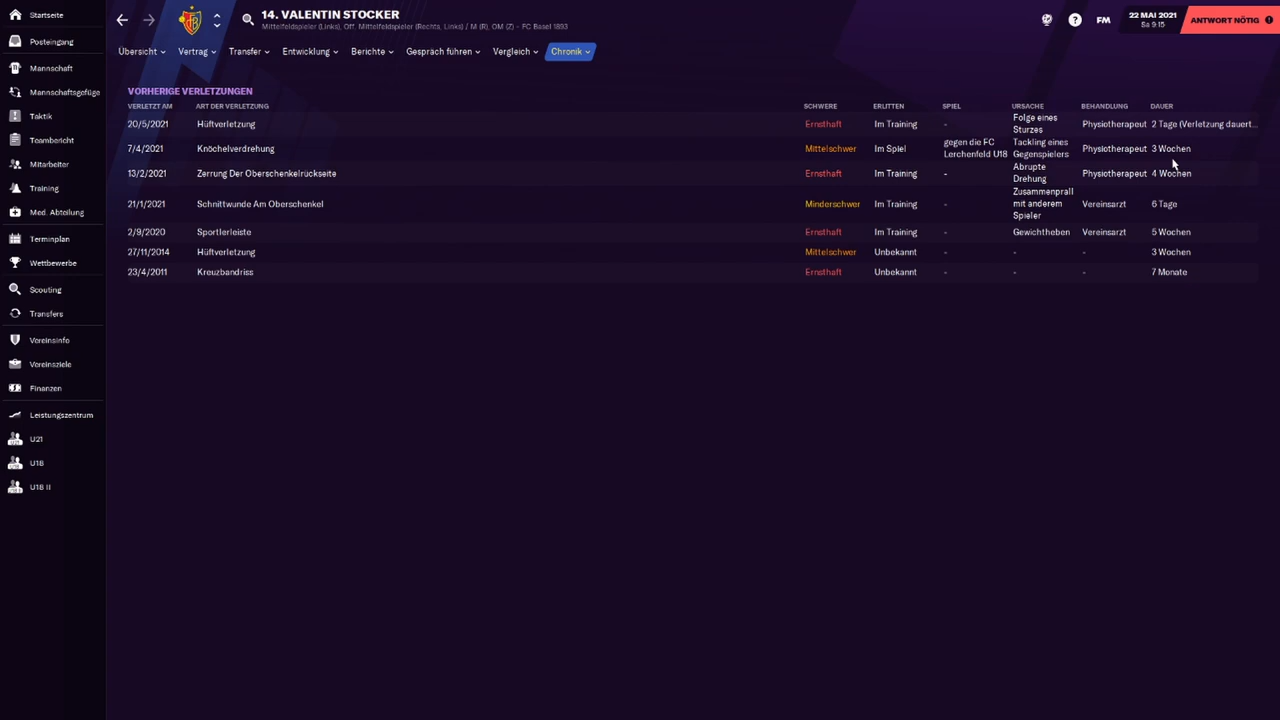 Startseite
Posteingang
Mannschaft
Mannschaftsgefüge
Taktik
Teambericht
Mitarbeiter
Training
Med. Abteilung
Terminplan
Wettbewerbe
Scouting
Transfers
Vereinsinfo
Vereinsziele
Finanzen
Leistungszentrum
U21
U18
U18 II
14. VALENTIN STOCKER
Mittelfeldspieler (Links), Off. Mittelfeldspieler (Rechts, Links) / M (R), OM (Z) - FC Basel 1893
FM
22 MAI 2021
Sa 9:15
ANTWORT NÖTIG
Übersicht Vertrag Transfer Entwicklung Berichte Gespräch führen Vergleich Chronik
VORHERIGE VERLETZUNGEN
VERLETZT AM ART DER VERLETZUNG SCHWERE ERLITTEN SPIEL URSACHE BEHANDLUNG DAUER
20/5/2021 Hüftverletzung Ernsthaft Im Training - Folge eines Sturzes Physiotherapeut 2 Tage (Verletzung dauert...
7/4/2021 Knöchelverdrehung Mittelschwer Im Spiel gegen die FC Lerchenfeld U18 Tackling eines Gegenspielers Physiotherapeut 3 Wochen
13/2/2021 Zerrung Der Oberschenkelrückseite Ernsthaft Im Training - Abrupte Drehung Physiotherapeut 4 Wochen
21/1/2021 Schnittwunde Am Oberschenkel Minderschwer Im Training - Zusammenprall mit anderem Spieler Vereinsarzt 6 Tage
2/9/2020 Sportlerleiste Ernsthaft Im Training - Gewichtheben Vereinsarzt 5 Wochen
27/11/2014 Hüftverletzung Mittelschwer Unbekannt - - - 3 Wochen
23/4/2011 Kreuzbandriss Ernsthaft Unbekannt - - - 7 Monate